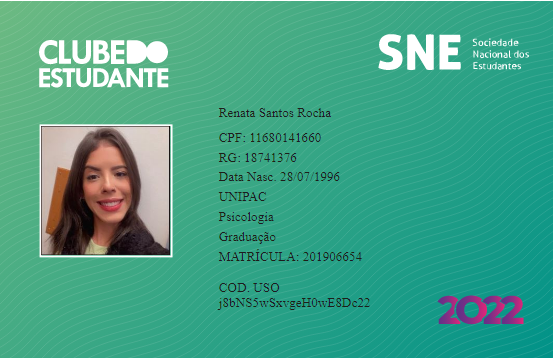 CLUBEDO
ESTUDANTE
SNE
Sociedade
Nacional dos
Estudantes
Renata Santos Rocha
CPF: 11680141660
RG: 18741376
Data Nasc. 28/07/1996
UNIPAC
Psicologia
Graduação
MATRÍCULA: 201906654
COD. USO
j8bNS5wSxvgeH0wE8Dc22
2022